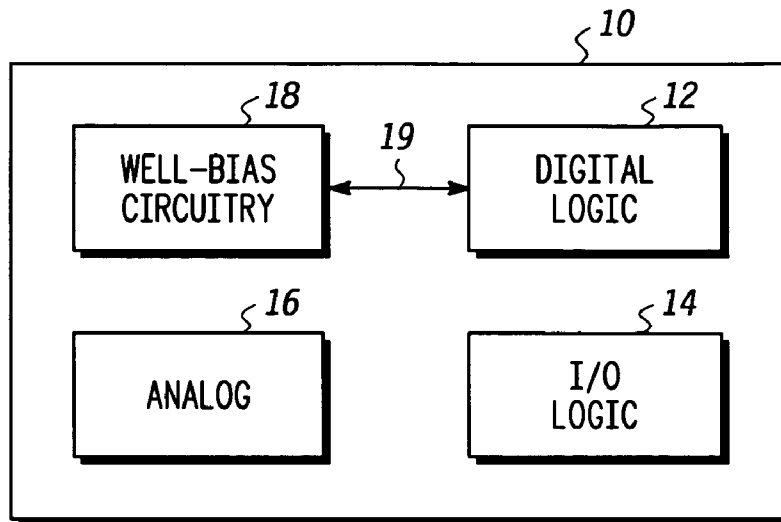 10
18
12
WELL-BIAS
CIRCUITRY
19
DIGITAL
LOGIC
16
14
ANALOG
I/O
LOGIC